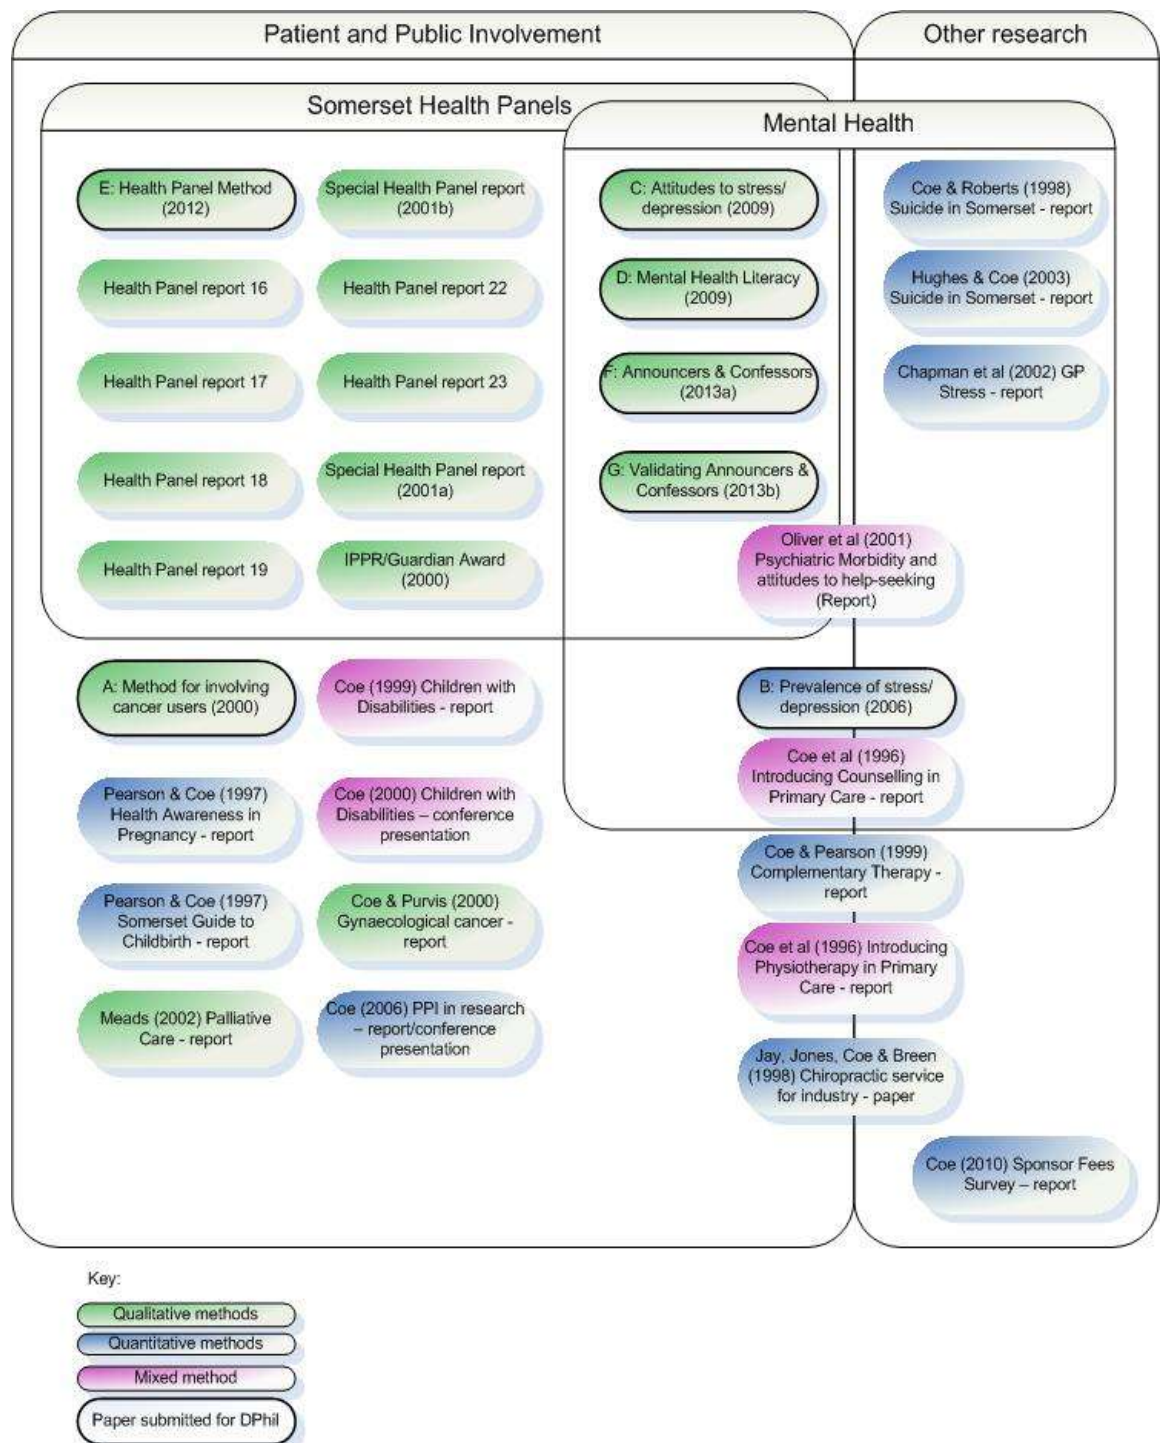 Patient and Public Involvement
Other research
Somerset Health Panels
Mental Health
E: Health Panel Method
(2012)
Special Health Panel report
(2001b)
Health Panel report 16
Health Panel report 22
Health Panel report 17
Health Panel report 23
Health Panel report 18
Special Health Panel report
(2001a)
Health Panel report 19
IPPR/Guardian Award
(2000)
C: Attitudes to stress/
depression (2009)
D: Mental Health Literacy
(2009)
F: Announcers & Confessors
(2013a)
G: Validating Announcers &
Confessors (2013b)
Coe & Roberts (1998)
Suicide in Somerset - report
Hughes & Coe (2003)
Suicide in Somerset - report
Chapman et al (2002) GP
Stress - report
Oliver et al (2001)
Psychiatric Morbidity and
attitudes to help-seeking
(Report)
A: Method for involving
cancer users (2000)
Coe (1999) Children with
Disabilities - report
B: Prevalence of stress/
depression (2006)
Pearson & Coe (1997)
Health Awareness in
Pregnancy - report
Coe (2000) Children with
Disabilities – conference
presentation
Coe et al (1996)
Introducing Counselling in
Primary Care - report
Pearson & Coe (1997)
Somerset Guide to
Childbirth - report
Coe & Purvis (2000)
Gynaecological cancer -
report
Coe & Pearson (1999)
Complementary Therapy -
report
Coe et al (1996) Introducing
Physiotherapy in Primary
Care - report
Meads (2002) Palliative
Care - report
Coe (2006) PPI in research
– report/conference
presentation
Jay, Jones, Coe & Breen
(1998) Chiropractic service
for industry - paper
Coe (2010) Sponsor Fees
Survey – report
Key:
Qualitative methods
Quantitative methods
Mixed method
Paper submitted for DPhil